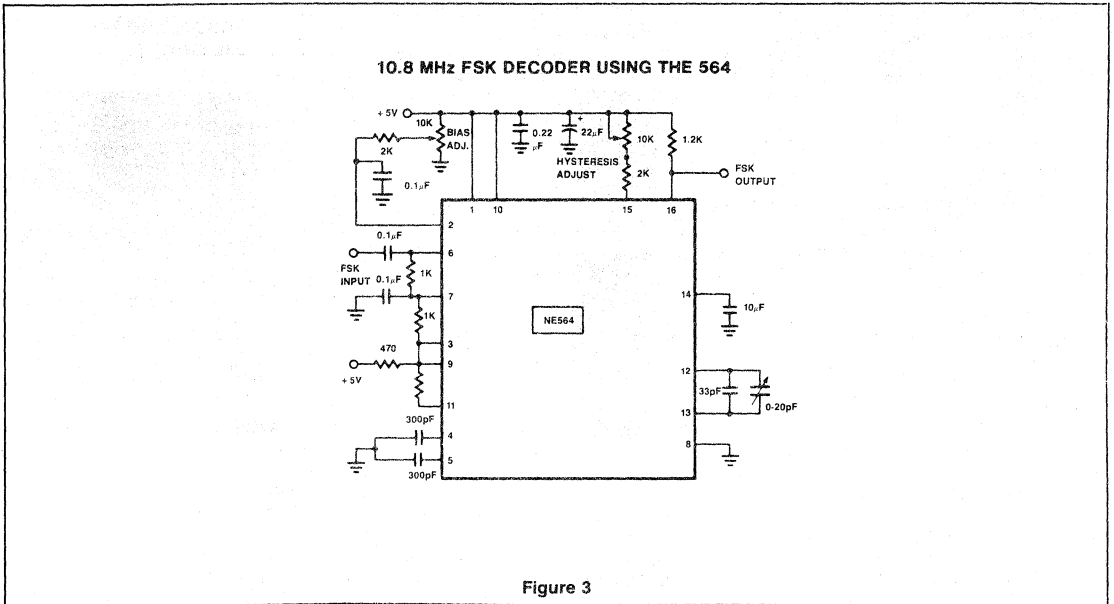 10.8 MHz FSK DECODER USING THE 564
+ 5V
10K
BIAS
ADJ.
2K
0.1μF
0.22
μF
+
22μF
10K
HYSTERESIS
ADJUST
2K
1.2K
FSK
OUTPUT
1
10
15
16
2
0.1μF
6
FSK
INPUT
0.1μF
1K
7
1K
3
470
9
+ 5V
11
300pF
4
5
300pF
NE564
14
10μF
12
33pF
0-20pF
13
8
Figure 3